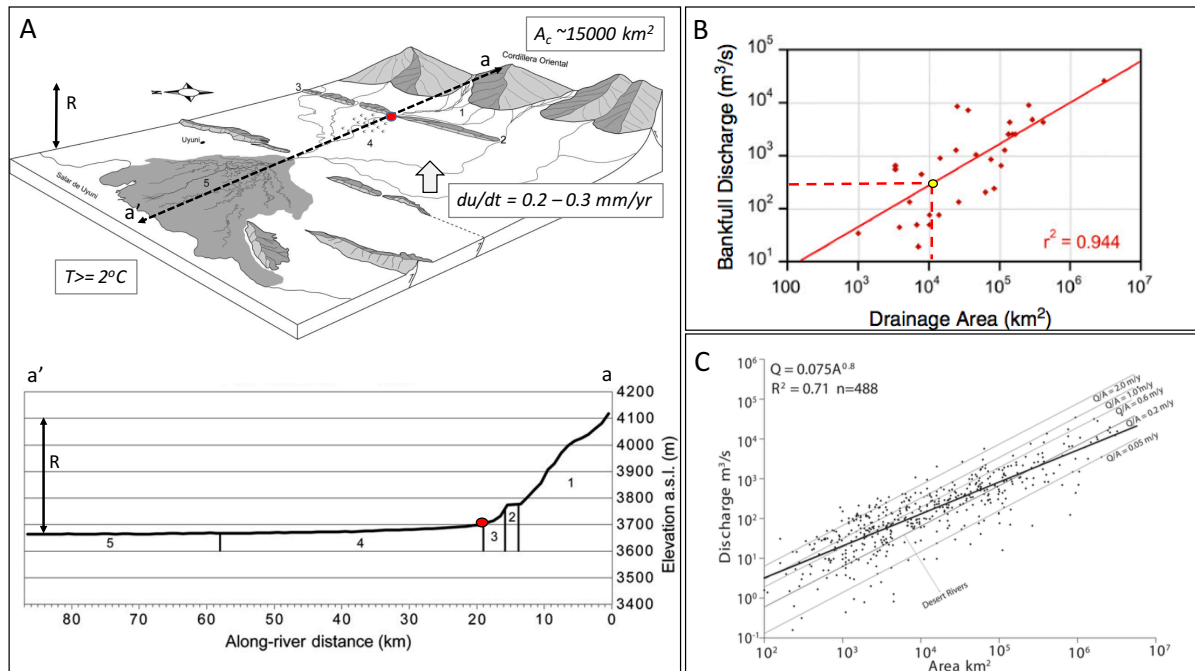 A
A_c ~15000 km²
a
Cordillera Oriental
R
3
1
4
2
Uyuni
Salar de Uyuni
5
a'
du/dt = 0.2 – 0.3 mm/yr
T>= 2°C
a'
a
4200
4100
4000
3900
3800
3700
3600
3500
3400
R
1
2
3
4
5
Elevation a.s.l. (m)
80 70 60 50 40 30 20 10 0
Along-river distance (km)
B
Bankfull Discharge (m³/s)
10⁵
10⁴
10³
10²
10¹
r² = 0.944
100 10³ 10⁴ 10⁵ 10⁶ 10⁷
Drainage Area (km²)
C
Q = 0.075A^0.8
R² = 0.71 n=488
Discharge m³/s
10⁶
10⁵
10⁴
10³
10²
10¹
10⁰
10⁻¹
Q/A = 2.0 m/y
Q/A = 1.0 m/y
Q/A = 0.6 m/y
Q/A = 0.2 m/y
Q/A = 0.05 m/y
Desert Rivers
10² 10³ 10⁴ 10⁵ 10⁶ 10⁷
Area km²